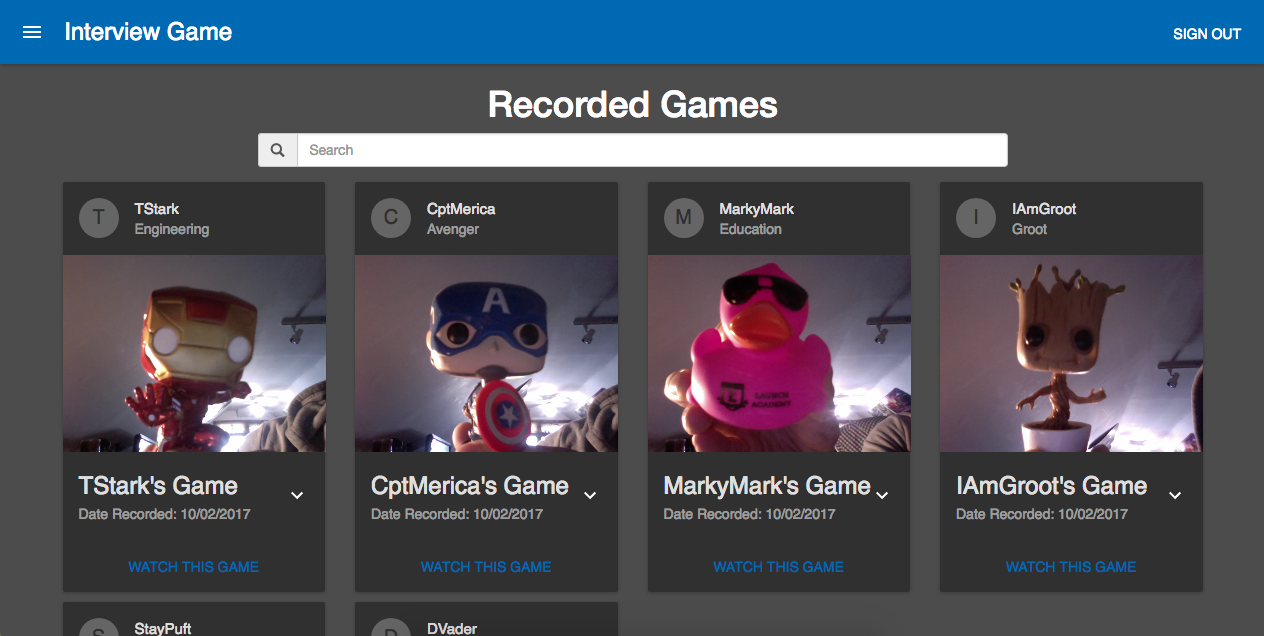 Interview Game
SIGN OUT
Recorded Games
Search
T
TStark
Engineering
TStark's Game
Date Recorded: 10/02/2017
WATCH THIS GAME
C
CptMerica
Avenger
A
CptMerica's Game
Date Recorded: 10/02/2017
WATCH THIS GAME
M
MarkyMark
Education
LAUNCH
ACADEMY
MarkyMark's Game
Date Recorded: 10/02/2017
WATCH THIS GAME
I
IAmGroot
Groot
IAmGroot's Game
Date Recorded: 10/02/2017
WATCH THIS GAME
S
StayPuft
D
DVader